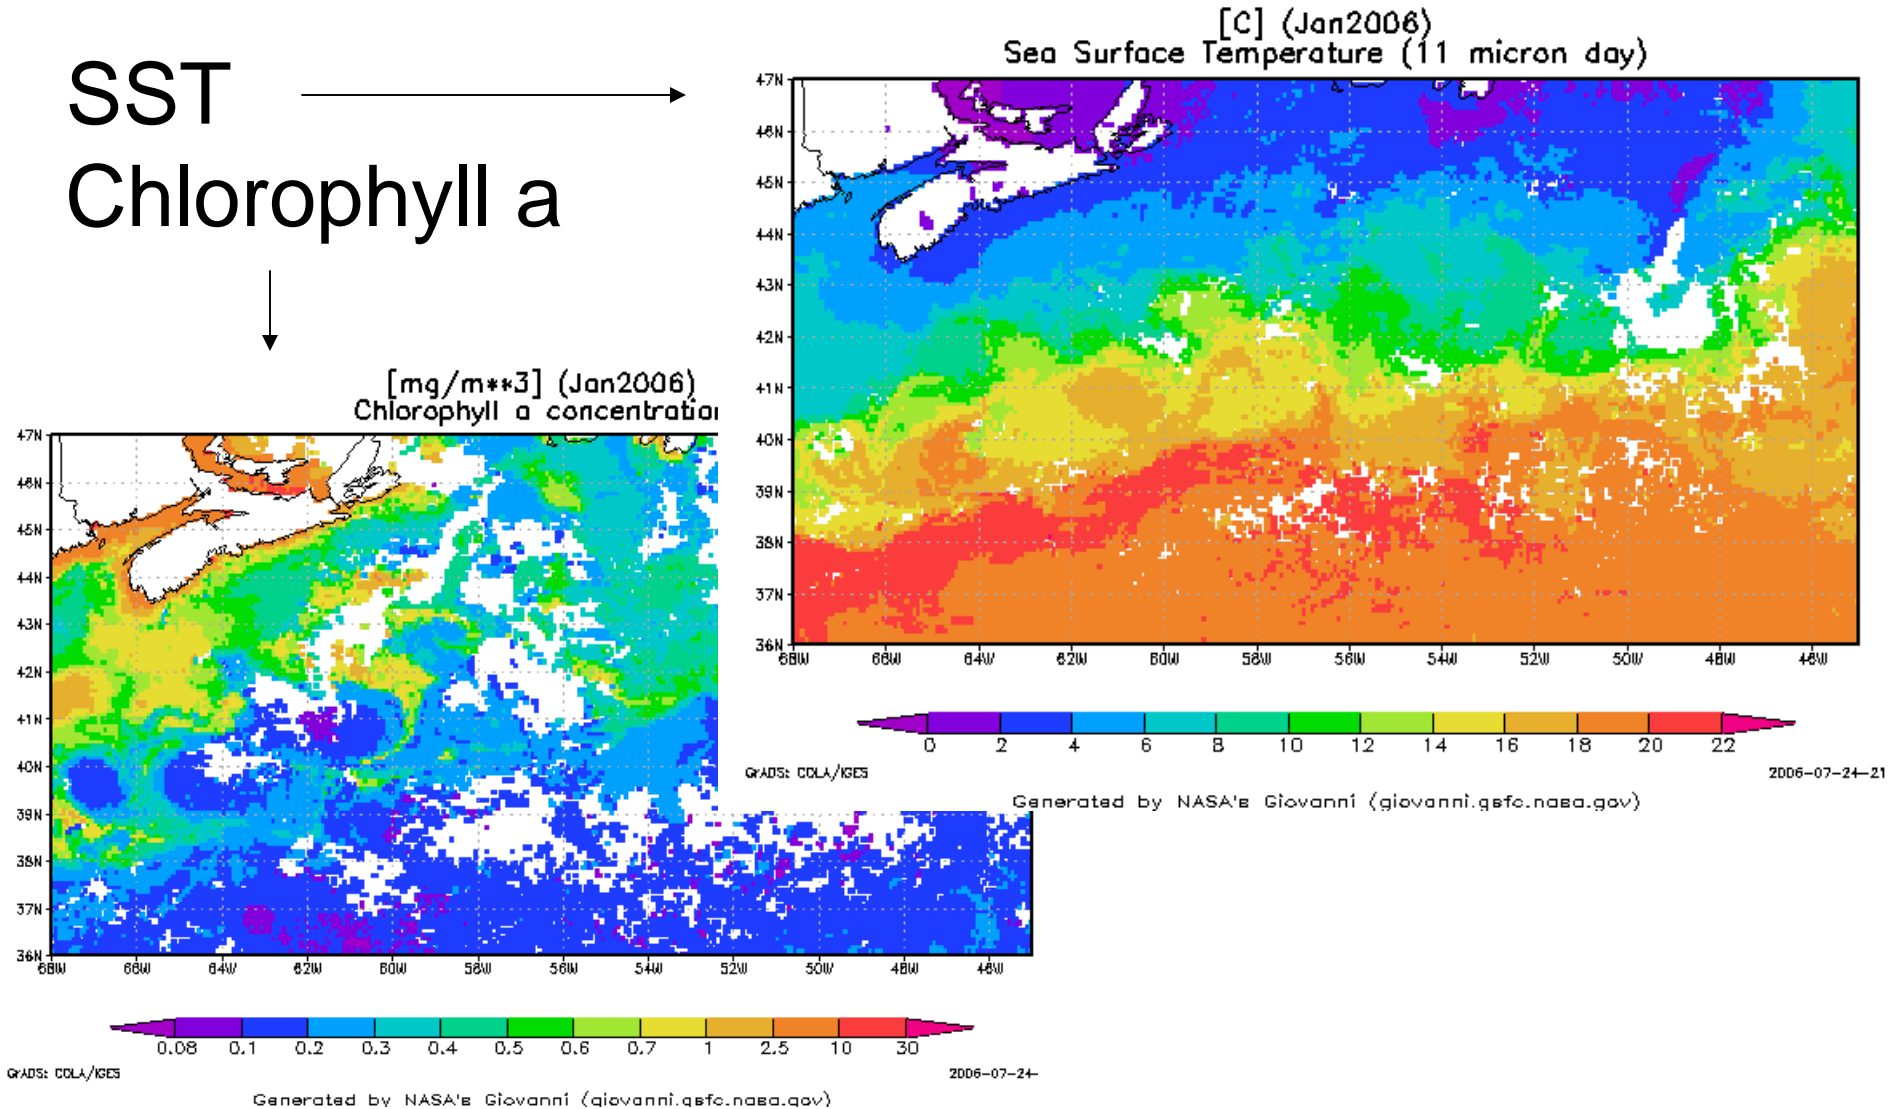 SST
Chlorophyll a
[C] (Jan2006)
Sea Surface Temperature (11 micron day)
47N
46N
45N
44N
43N
42N
41N
40N
39N
38N
37N
36N
68W 66W 64W 62W 60W 58W 56W 54W 52W 50W 48W 46W
0 2 4 6 8 10 12 14 16 18 20 22
GrADS: COLA/IGES 2006-07-24-21
Generated by NASA's Giovanni (giovanni.gsfc.nasa.gov)
[mg/m**3] (Jan2006)
Chlorophyll a concentration
47N
46N
45N
44N
43N
42N
41N
40N
39N
38N
37N
36N
68W 66W 64W 62W 60W 58W 56W 54W 52W 50W 48W 46W
0.08 0.1 0.2 0.3 0.4 0.5 0.6 0.7 1 2.5 10 30
GrADS: COLA/IGES 2006-07-24-
Generated by NASA's Giovanni (giovanni.gsfc.nasa.gov)